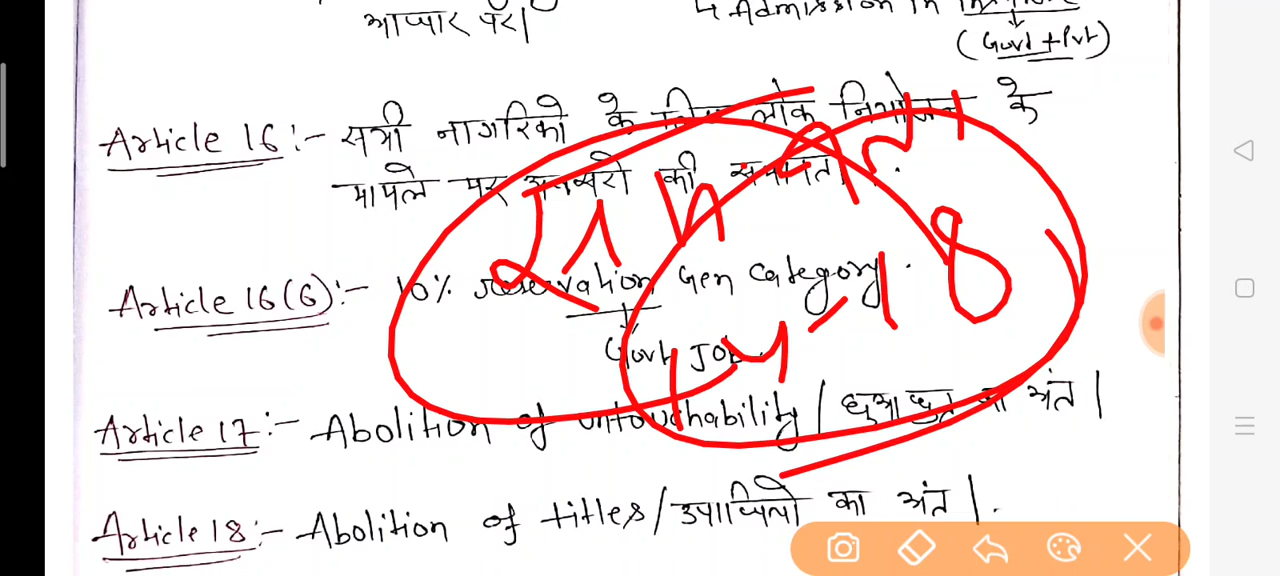 आधार पर|
↳ Admission in
(Govt + Pvt)
Article 16 :- सभी नागरिको के लिए लोक नियोजन के
मामले पर अवसरो की समानता .
Article 16(6) :- 10% reservation Gen Category.
↓
Govt Job.
Article 17 :- Abolition of untouchability / छुआछुत का अंत |
Article 18 :- Abolition of titles / उपाधियो का अंत |.
14-18